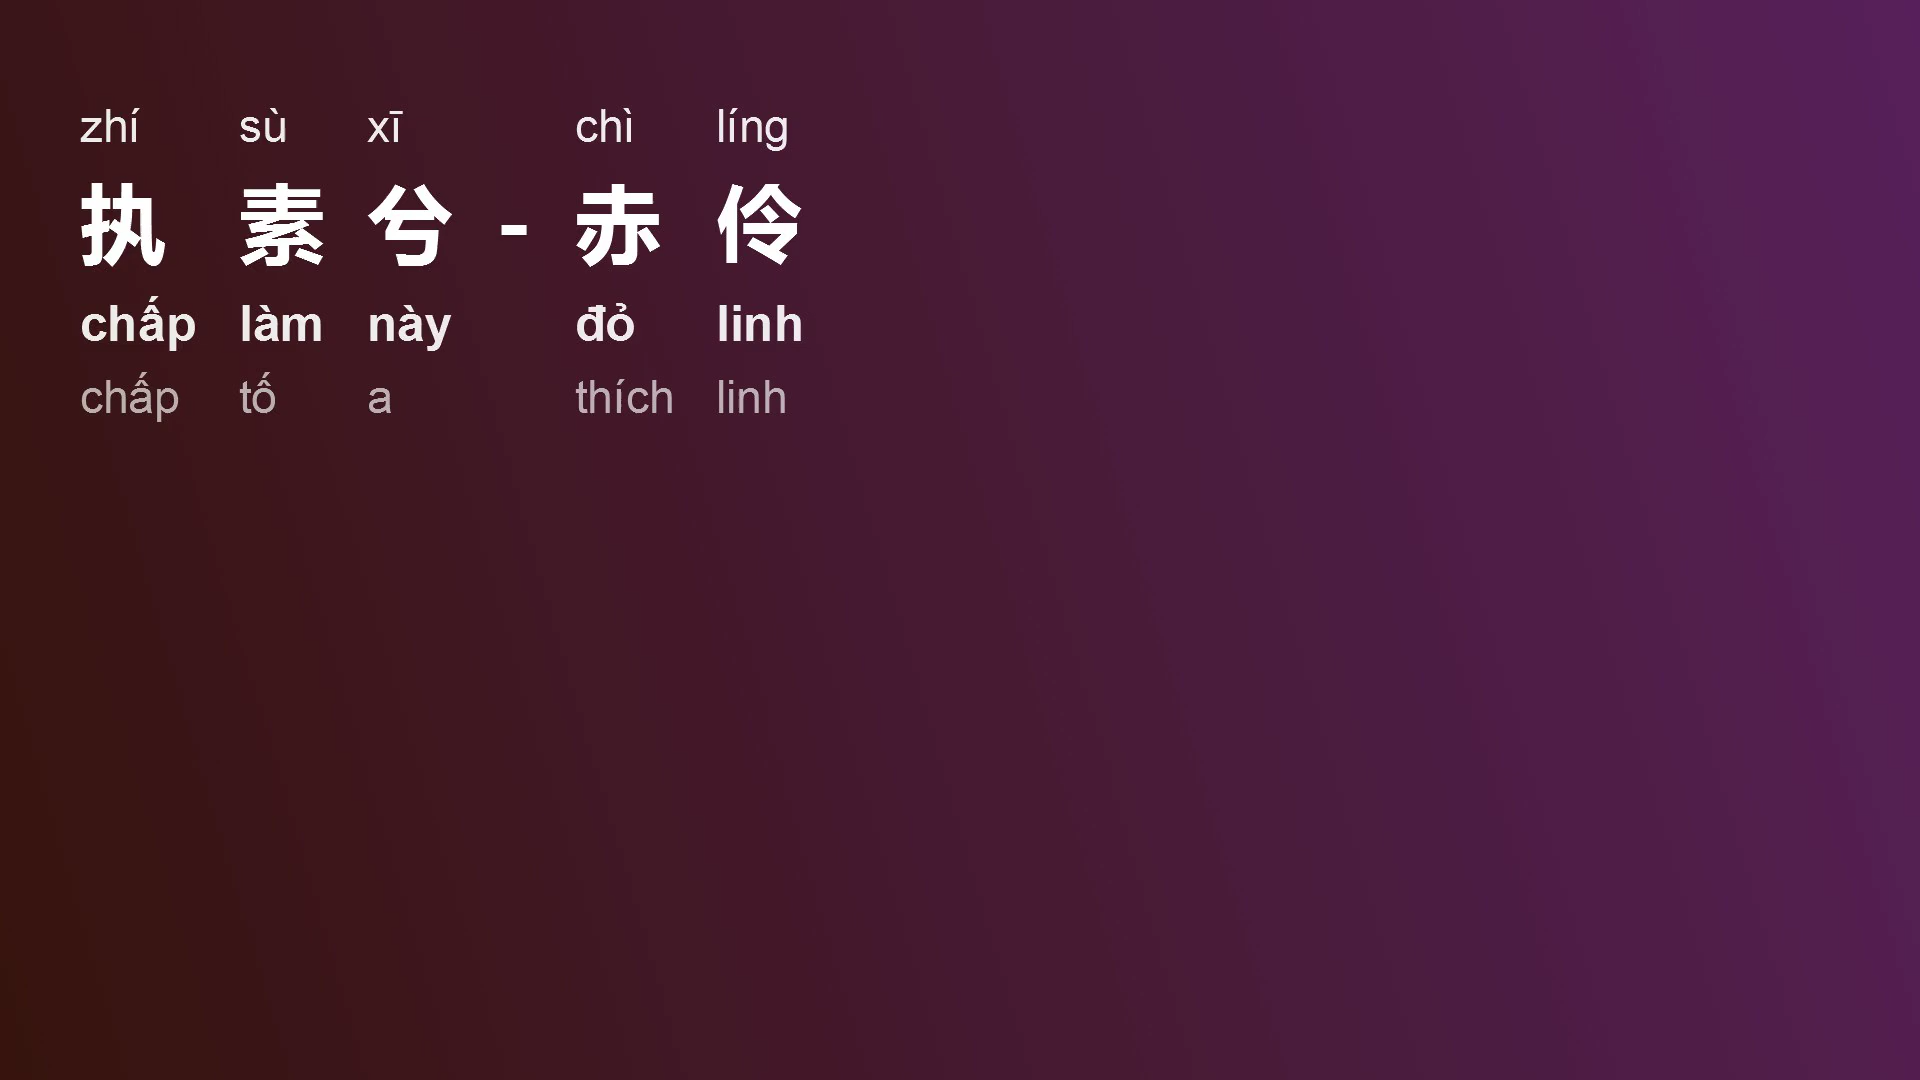 zhí sù xī chì líng
执 素 兮 - 赤 伶
chấp làm này đỏ linh
chấp tố a thích linh